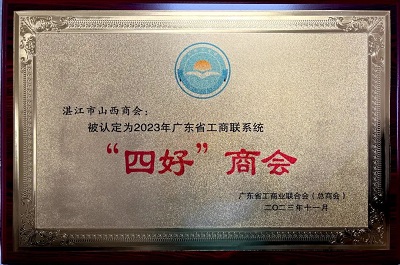 湛江市山西商会：
被认定为2023年广东省工商联系统
“四好”商会
广东省工商业联合会（总商会）
二〇二三年十一月